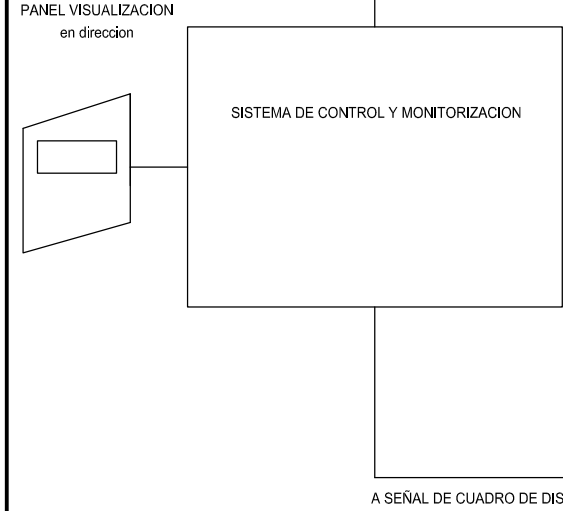 PANEL VISUALIZACION
en direccion
SISTEMA DE CONTROL Y MONITORIZACION
A SEÑAL DE CUADRO DE DIS